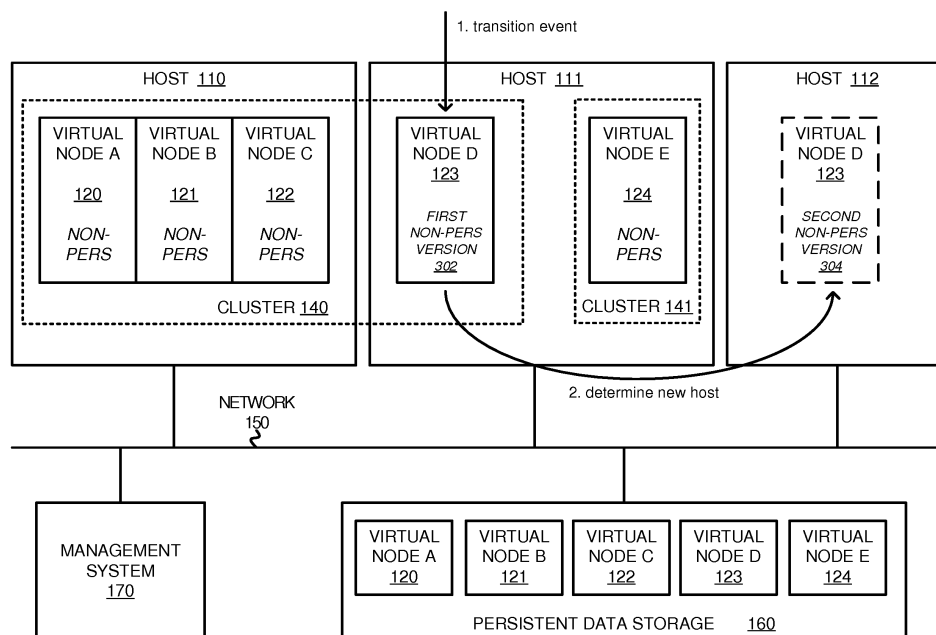 1. transition event
HOST 110
HOST 111
HOST 112
VIRTUAL
NODE A
120
NON-
PERS
VIRTUAL
NODE B
121
NON-
PERS
VIRTUAL
NODE C
122
NON-
PERS
VIRTUAL
NODE D
123
FIRST
NON-PERS
VERSION
302
VIRTUAL
NODE E
124
NON-
PERS
VIRTUAL
NODE D
123
SECOND
NON-PERS
VERSION
304
CLUSTER 140
CLUSTER 141
2. determine new host
NETWORK
150
MANAGEMENT
SYSTEM
170
VIRTUAL
NODE A
120
VIRTUAL
NODE B
121
VIRTUAL
NODE C
122
VIRTUAL
NODE D
123
VIRTUAL
NODE E
124
PERSISTENT DATA STORAGE 160